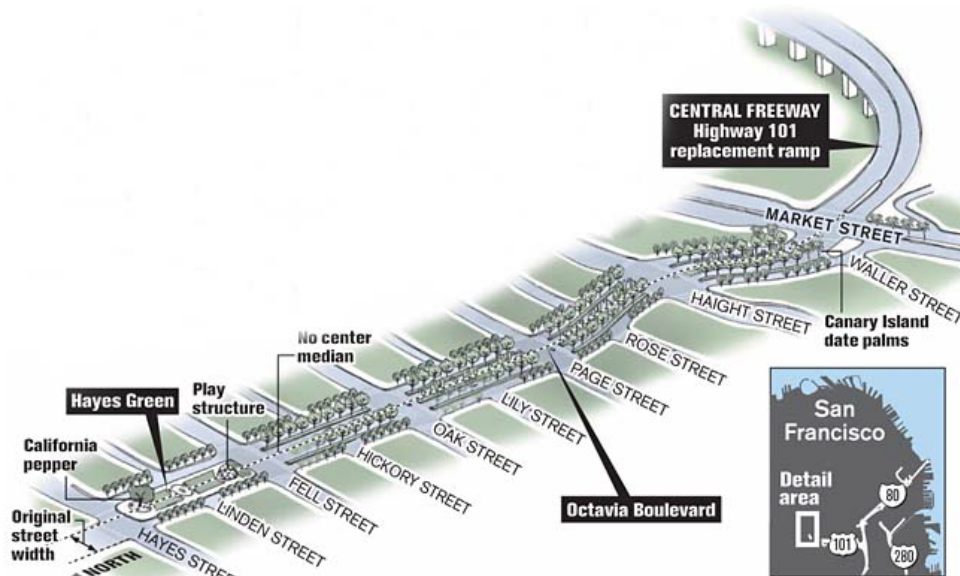 CENTRAL FREEWAY
Highway 101
replacement ramp
MARKET STREET
WALLER STREET
HAIGHT STREET
Canary Island
date palms
ROSE STREET
PAGE STREET
No center
median
LILY STREET
Play
structure
Hayes Green
OAK STREET
California
pepper
HICKORY STREET
FELL STREET
Octavia Boulevard
LINDEN STREET
Original
street
width
HAYES STREET
NORTH
San
Francisco
Detail
area
80
101
280